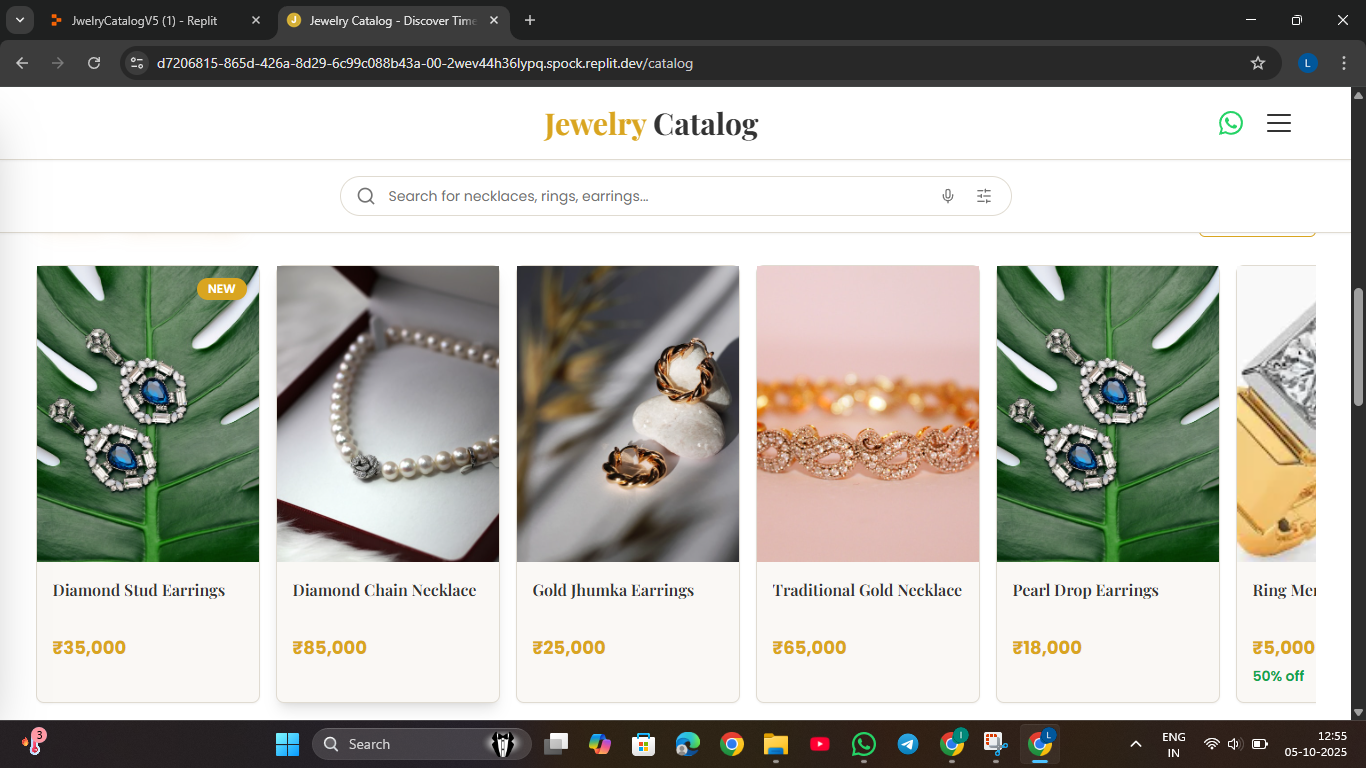 JwelryCatalogV5 (1) - Replit
Jewelry Catalog - Discover Time
d7206815-865d-426a-8d29-6c99c088b43a-00-2wev44h36lypq.spock.replit.dev/catalog
L
Jewelry Catalog
Search for necklaces, rings, earrings...
NEW
Diamond Stud Earrings
₹35,000
Diamond Chain Necklace
₹85,000
Gold Jhumka Earrings
₹25,000
Traditional Gold Necklace
₹65,000
Pearl Drop Earrings
₹18,000
Ring Me
₹5,000
50% off
3
Search
I
L
ENG
IN
12:55
05-10-2025